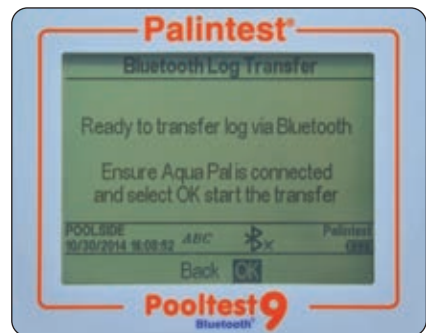 Palintest®
Bluetooth Log Transfer
Ready to transfer log via Bluetooth
Ensure Aqua Pal is connected
and select OK start the transfer
POOLSIDE ABC Palintest
10/30/2014 16:08:52
Back OK
Pooltest 9
Bluetooth®